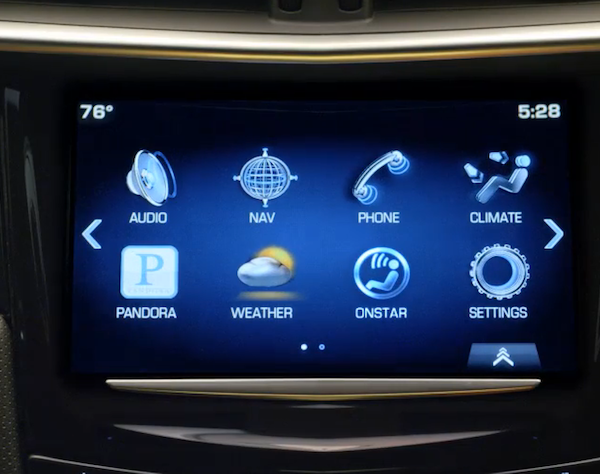 76° 5:28
AUDIO NAV PHONE CLIMATE
P
PANDORA WEATHER ONSTAR SETTINGS